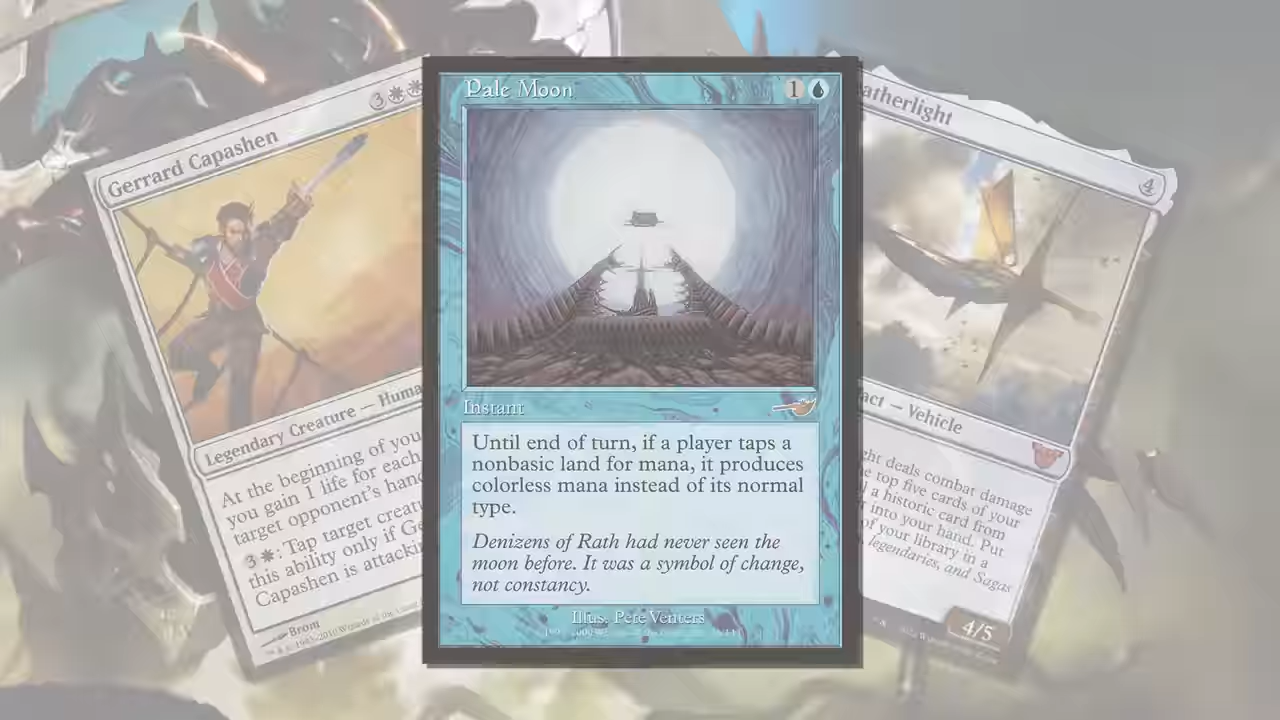 Gerrard Capashen
3
Legendary Creature — Huma
At the beginning of you
you gain 1 life for each
target opponent's hand
3 : Tap target creat
this ability only if Ge
Capashen is attacki
Brom
Pale Moon
1
Instant
Until end of turn, if a player taps a
nonbasic land for mana, it produces
colorless mana instead of its normal
type.
Denizens of Rath had never seen the
moon before. It was a symbol of change,
not constancy.
Illus. Pete Venters
atherlight
4
act — Vehicle
ght deals combat damage
e top five cards of your
a historic card from
into your hand. Put
of your library in a
legendaries, and Sagas
4/5